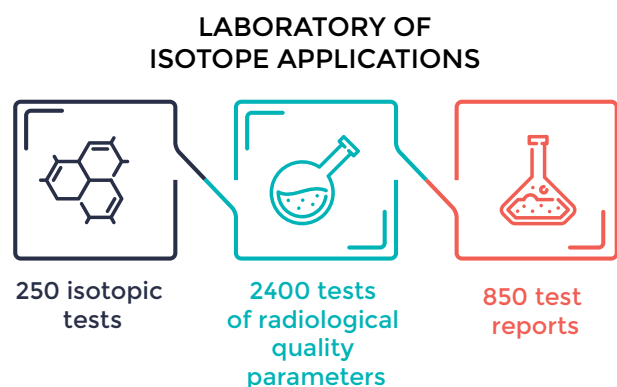 LABORATORY OF
ISOTOPE APPLICATIONS
250 isotopic
tests
2400 tests
of radiological
quality
parameters
850 test
reports